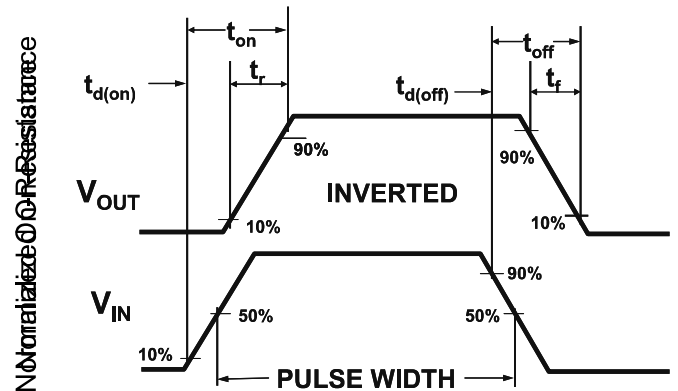 t_on
t_off
t_d(on)
t_r
t_d(off)
t_f
90%
90%
V_OUT
INVERTED
10%
10%
90%
V_IN
50%
50%
10%
PULSE WIDTH